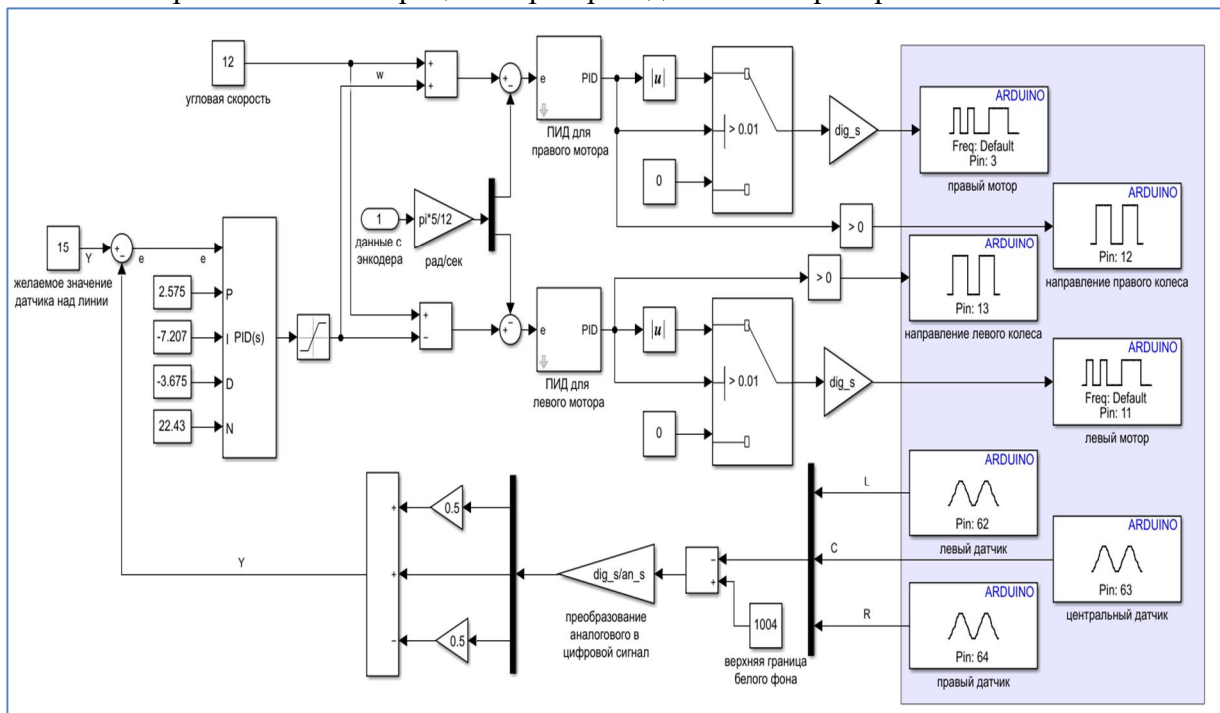 12
угловая скорость
w
+
+
+
−
e
PID
ПИД для
правого мотора
|u|
> 0.01
0
dig_s
ARDUINO
Freq: Default
Pin: 3
правый мотор
> 0
ARDUINO
Pin: 12
направление правого колеса
1
данные с
энкодера
pi*5/12
рад/сек
15
Y
+
−
e
желаемое значение
датчика над линии
e
2.575
P
-7.207
I
PID(s)
-3.675
D
22.43
N
+
−
+
−
e
PID
ПИД для
левого мотора
|u|
> 0.01
0
dig_s
> 0
ARDUINO
Pin: 13
направление левого колеса
ARDUINO
Freq: Default
Pin: 11
левый мотор
L
ARDUINO
Pin: 62
левый датчик
C
ARDUINO
Pin: 63
центральный датчик
R
ARDUINO
Pin: 64
правый датчик
−
+
1004
верхняя граница
белого фона
dig_s/an_s
преобразование
аналогового в
цифровой сигнал
0.5
0.5
+
+
−
Y